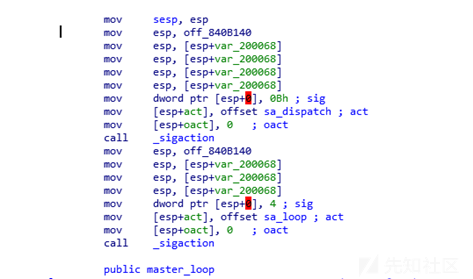 mov sesp, esp
mov esp, off_840B140
mov esp, [esp+var_200068]
mov esp, [esp+var_200068]
mov esp, [esp+var_200068]
mov esp, [esp+var_200068]
mov dword ptr [esp+0], 0Bh ; sig
mov [esp+act], offset sa_dispatch ; act
mov [esp+oact], 0 ; oact
call _sigaction
mov esp, off_840B140
mov esp, [esp+var_200068]
mov esp, [esp+var_200068]
mov esp, [esp+var_200068]
mov dword ptr [esp+0], 4 ; sig
mov [esp+act], offset sa_loop ; act
mov [esp+oact], 0 ; oact
call _sigaction
public master_loop
先知社区